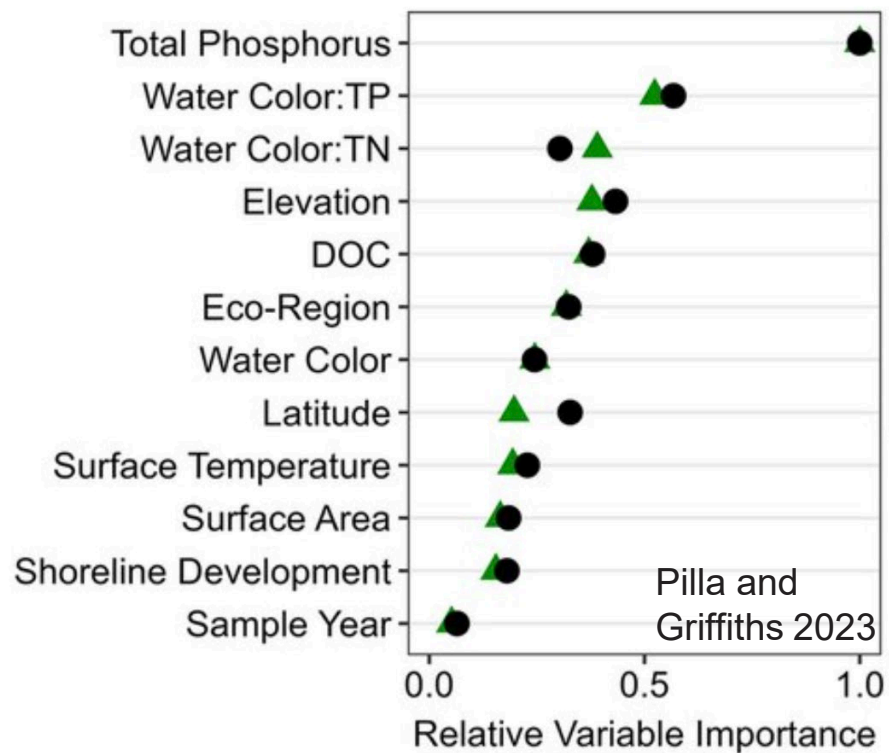 Total Phosphorus
Water Color:TP
Water Color:TN
Elevation
DOC
Eco-Region
Water Color
Latitude
Surface Temperature
Surface Area
Shoreline Development
Sample Year
Pilla and
Griffiths 2023
0.0 0.5 1.0
Relative Variable Importance